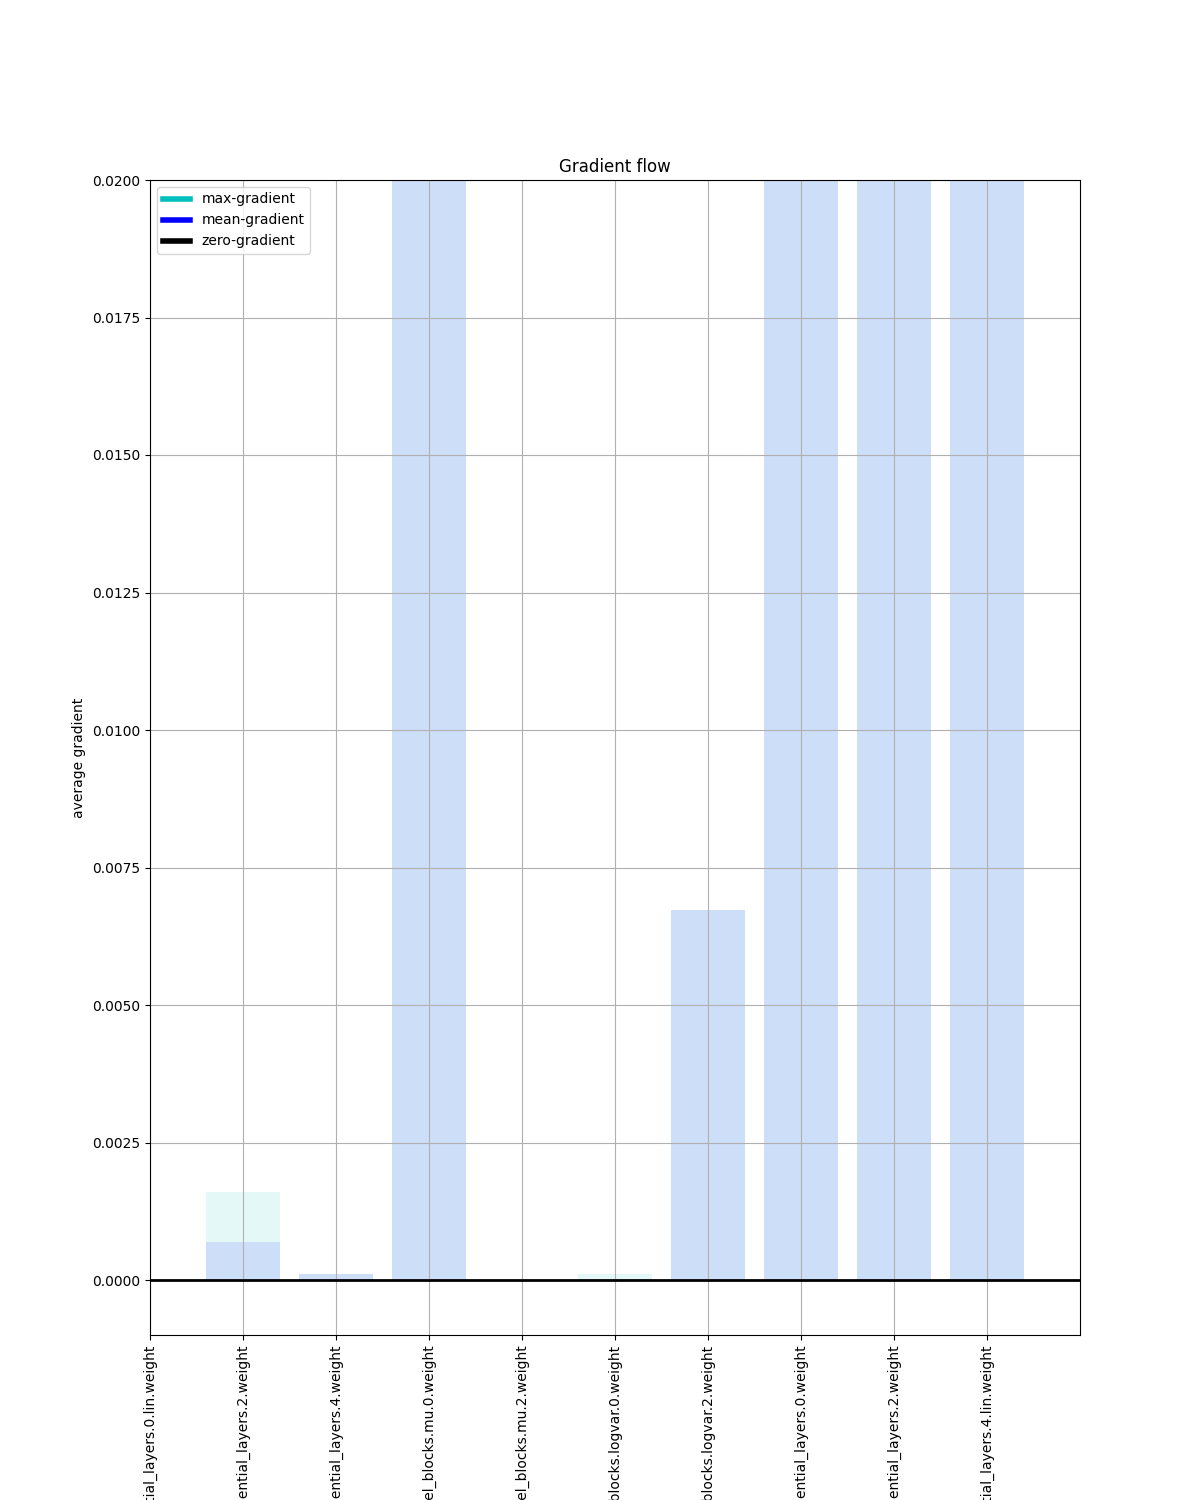 Gradient flow
max-gradient
mean-gradient
zero-gradient
0.0200
0.0175
0.0150
0.0125
0.0100
0.0075
0.0050
0.0025
0.0000
average gradient
tial_layers.0.lin.weight
ential_layers.2.weight
ential_layers.4.weight
el_blocks.mu.0.weight
el_blocks.mu.2.weight
blocks.logvar.0.weight
blocks.logvar.2.weight
ential_layers.0.weight
ential_layers.2.weight
tial_layers.4.lin.weight